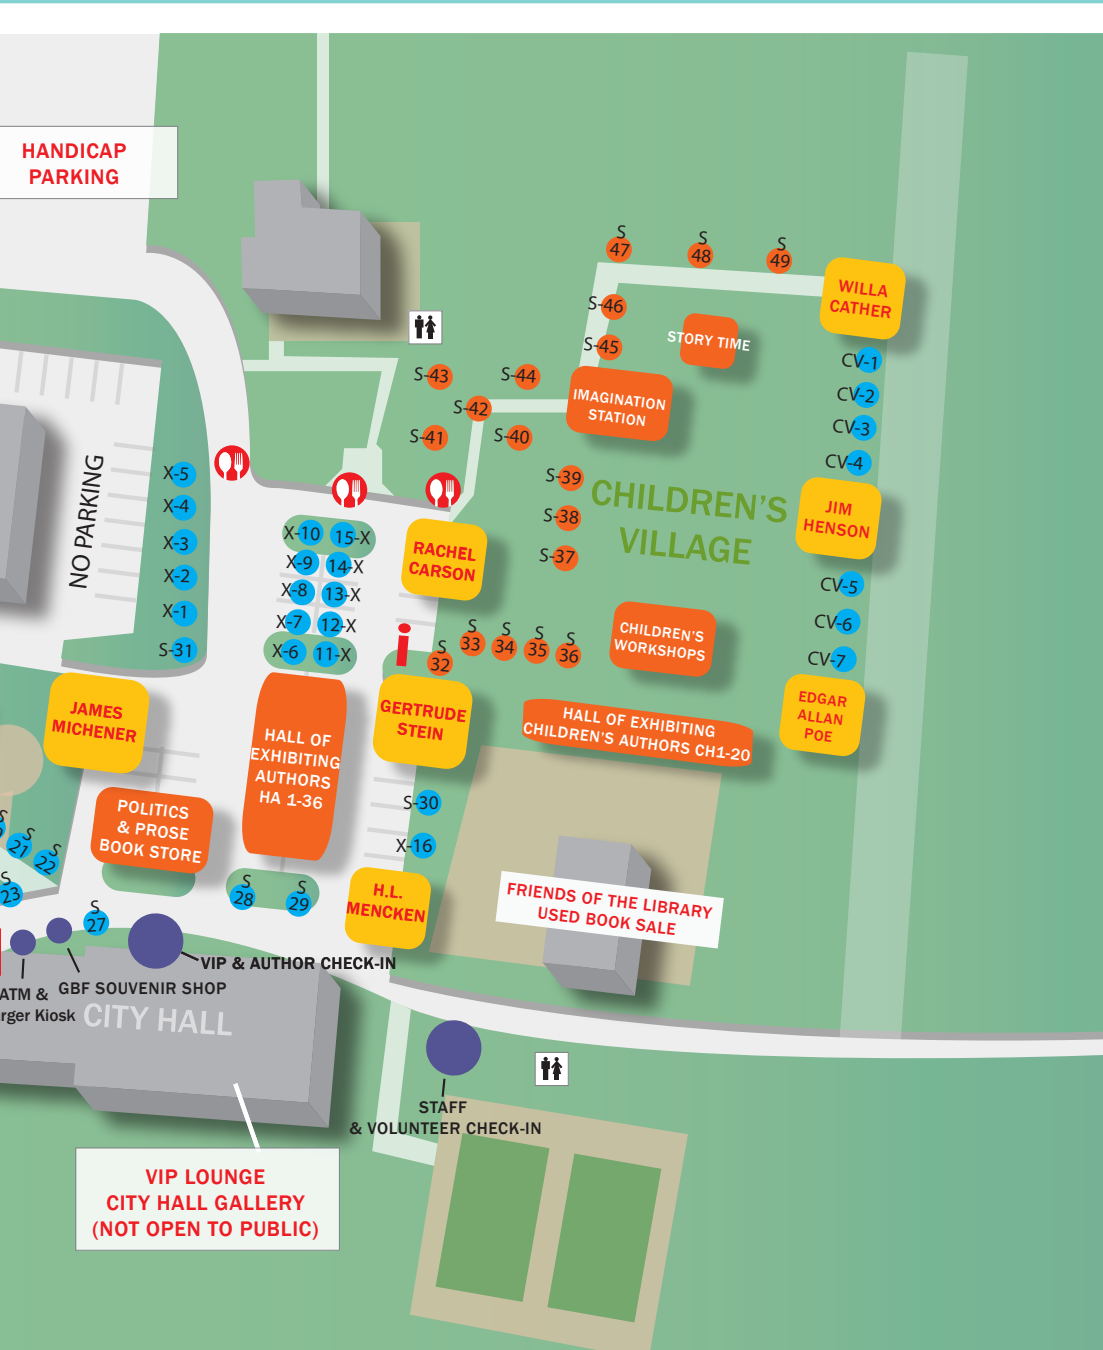 HANDICAP
PARKING
S
47
S
48
S
49
WILLA
CATHER
S-46
S-45
STORY TIME
CV-1
CV-2
CV-3
CV-4
S-43
S-44
S-42
S-41
S-40
IMAGINATION
STATION
S-39
S-38
S-37
CHILDREN'S
VILLAGE
JIM
HENSON
NO PARKING
X-5
X-4
X-3
X-2
X-1
S-31
X-10
15-X
X-9
14-X
X-8
13-X
X-7
12-X
X-6
11-X
RACHEL
CARSON
i
S
32
S
33
S
34
S
35
S
36
CHILDREN'S
WORKSHOPS
CV-5
CV-6
CV-7
JAMES
MICHENER
HALL OF
EXHIBITING
AUTHORS
HA 1-36
GERTRUDE
STEIN
HALL OF EXHIBITING
CHILDREN'S AUTHORS CH1-20
EDGAR
ALLAN
POE
POLITICS
& PROSE
BOOK STORE
S-30
X-16
S
21
S
22
S
23
S
27
S
28
S
29
H.L.
MENCKEN
FRIENDS OF THE LIBRARY
USED BOOK SALE
VIP & AUTHOR CHECK-IN
GBF SOUVENIR SHOP
ATM &
rger Kiosk
CITY HALL
STAFF
& VOLUNTEER CHECK-IN
VIP LOUNGE
CITY HALL GALLERY
(NOT OPEN TO PUBLIC)